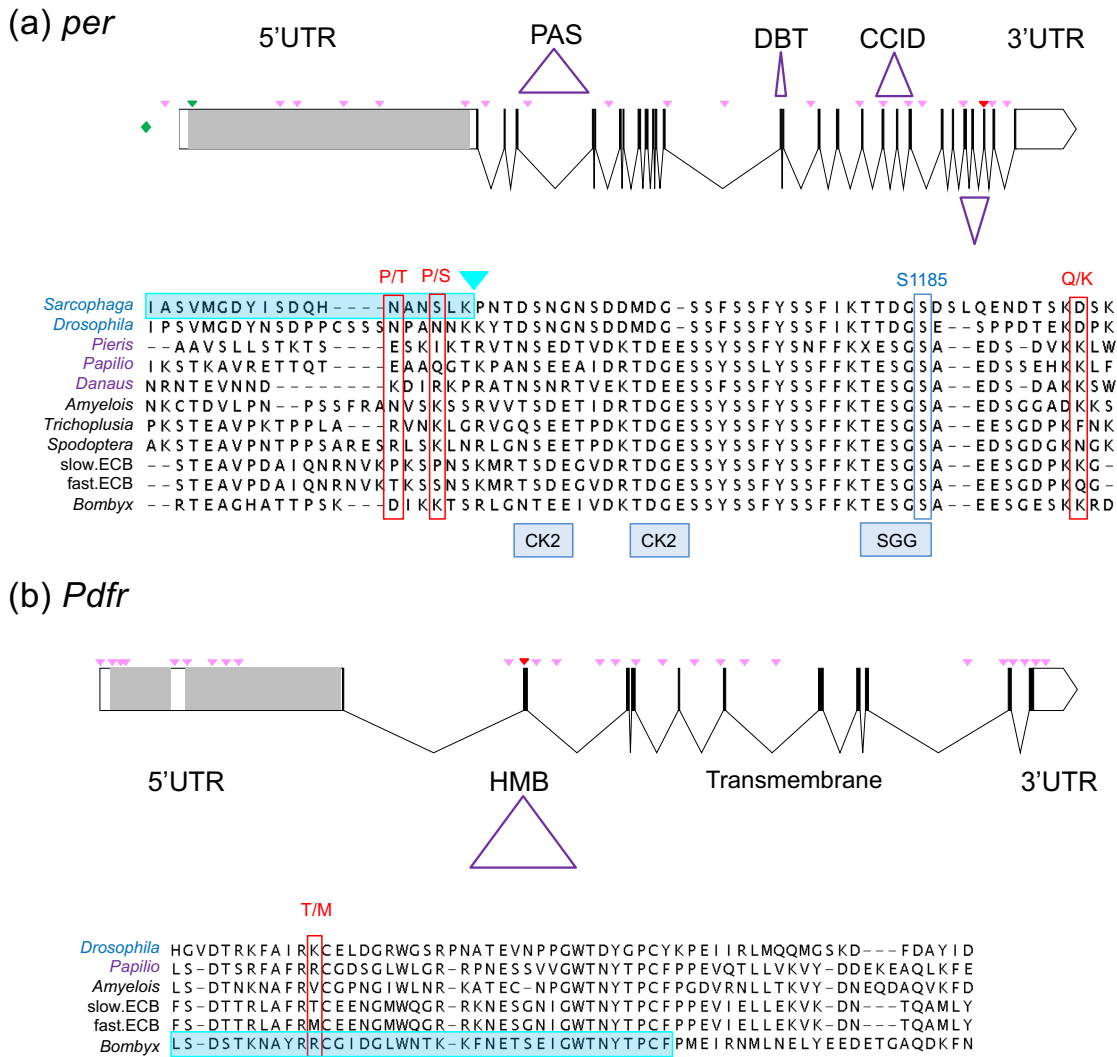 (a) per
5'UTR
PAS
DBT
CCID
3'UTR
P/T
P/S
S1185
Q/K
Sarcophaga IASVMGDYISDQH----NANSLKPNTDSNGNSDDMDG-SSFSSFYSSFIKTTDGSDSLQENDTSKDSK
Drosophila IPSVMGDYNSDPPCSSSNPANNKKYTDSNGNSDDMDG-SSFSSFYSSFIKTTDGSE--SPPDTEKDPK
Pieris --AAVSLLSTKTS----ESKIKTRVTNSEDTVDKTDGESSYSSFYSNFFKXESGSA--EDS-DVKKLW
Papilio IKSTKAVRETTQT----EAAQGTKPANSEEAIDRTDGESSYSSLYSSFFKTESGSA--EDSSEHKKLF
Danaus NRNTEVNND--------KDIRKPRATNSNRTVEKTDEESSFSSFYSSFFKTESGSA--EDS-DAKKSW
Amyelois NKCTDVLPN--PSSFRANVSKSSRVVTSDETIDRTDGESSYSSFYSSFFKTESGSA--EDSGGADKKS
Trichoplusia PKSTEAVPKTPPLA---RVNKLGRVGQSEETPDKTDGESSYSSFYSSFFKTESGSA--EDSGDPKFNK
Spodoptera AKSTEAVPNTPPSARESRLSKLNRLGNSEETPDKTDGESSYSSFYSSFFKTESGSA--EDSGDGKNGK
slow.ECB --STEAVPDAIQNRNVKPKSPNSKMRTSDEGVDRTDGESSYSSFYSSFFKTESGSA--EESGDPKKG-
fast.ECB --STEAVPDAIQNRNVKTKSSNSKMRTSDEGVDRTDGESSYSSFYSSFFKTESGSA--EESGDPKQG-
Bombyx --RTEAGHATTPSK---DIKKTSRLGNTEEIVDKTDGESSYSSFYSSFFKTESGSA--EESGESKKRD
CK2
CK2
SGG
(b) Pdfr
5'UTR
HMB
Transmembrane
3'UTR
T/M
Drosophila HGVDTRKFAIRKCELDGRWGSRPNATEVNPPGWTDYGPCYKPEIIRLMQQMGSKD---FDAYID
Papilio LS-DTSRFAFRRCGDSGLWLGR-RPNESSVVGWTNYTPCFPPEVQTLLVKVY-DDEKEAQLKFE
Amyelois LS-DTNKNAFRVCGPNGIWLNR-KATEC-NPGWTNYTPCFPGDVRNLLTKVY-DNEQDAQVKFD
slow.ECB FS-DTTRLAFRTCEENGMWQGR-RKNESGNIGWTNYTPCFPPEVIELLEKVK-DN---TQAMLY
fast.ECB FS-DTTRLAFRMCEENGMWQGR-RKNESGNIGWTNYTPCFPPEVIELLEKVK-DN---TQAMLY
Bombyx LS-DSTKNAYRRCGIDGLWNTK-KFNETSEIGWTNYTPCFPMEIRNMLNELYEEDETGAQDKFN